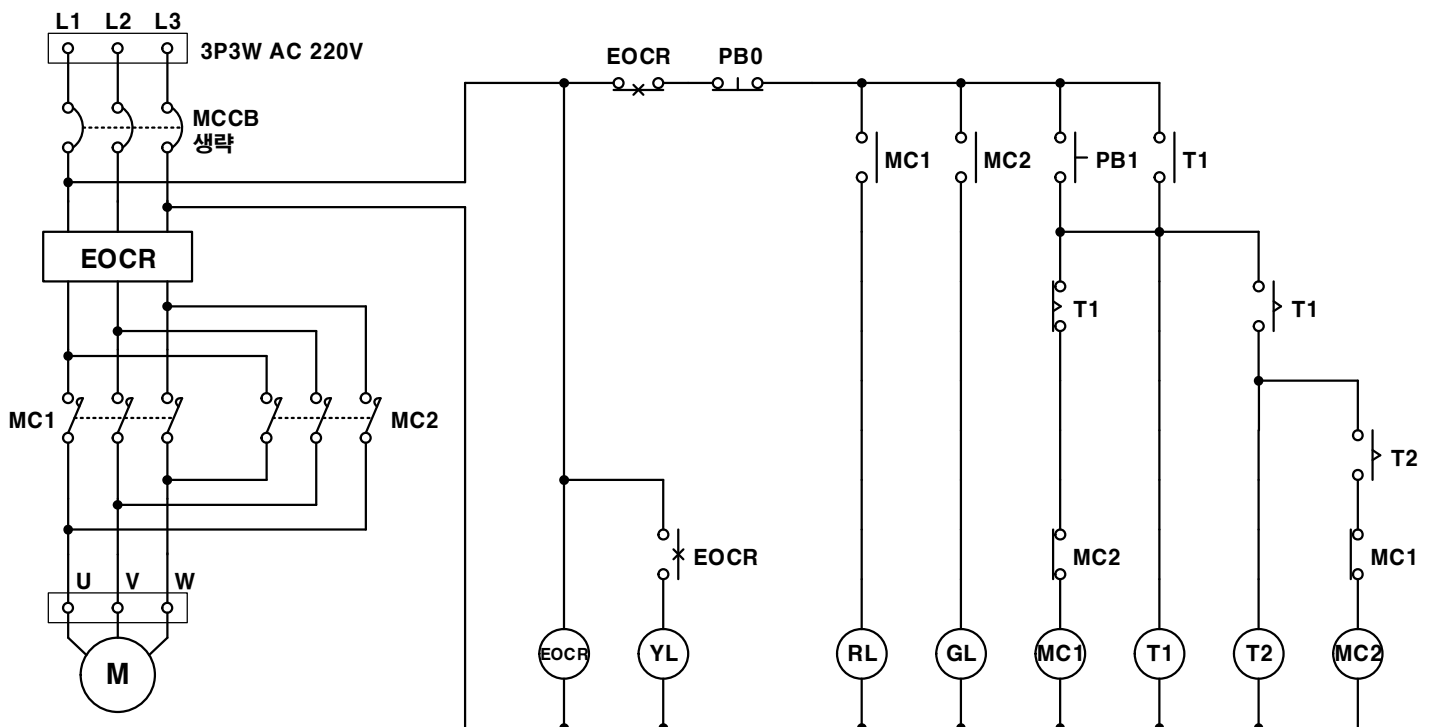 L1 L2 L3
3P3W AC 220V
MCCB
생략
EOCR
MC1
MC2
U V W
M
EOCR PB0
MC1 MC2 PB1 T1
T1 T1
T2
EOCR MC2 MC1
EOCR YL RL GL MC1 T1 T2 MC2